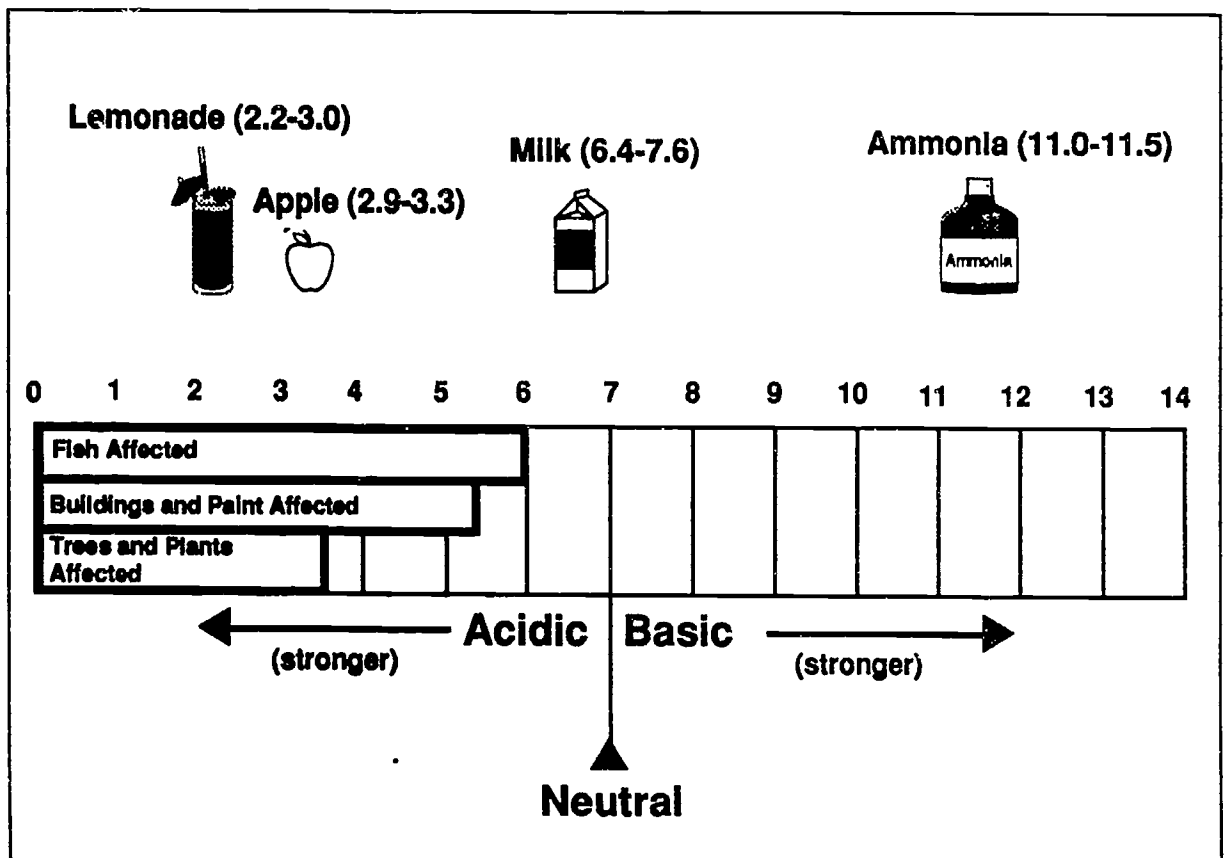 Lemonade (2.2-3.0)
Apple (2.9-3.3)
Milk (6.4-7.6)
Ammonia (11.0-11.5)
Ammonia
0 1 2 3 4 5 6 7 8 9 10 11 12 13 14
Fish Affected
Buildings and Paint Affected
Trees and Plants
Affected
Acidic Basic
(stronger) (stronger)
Neutral